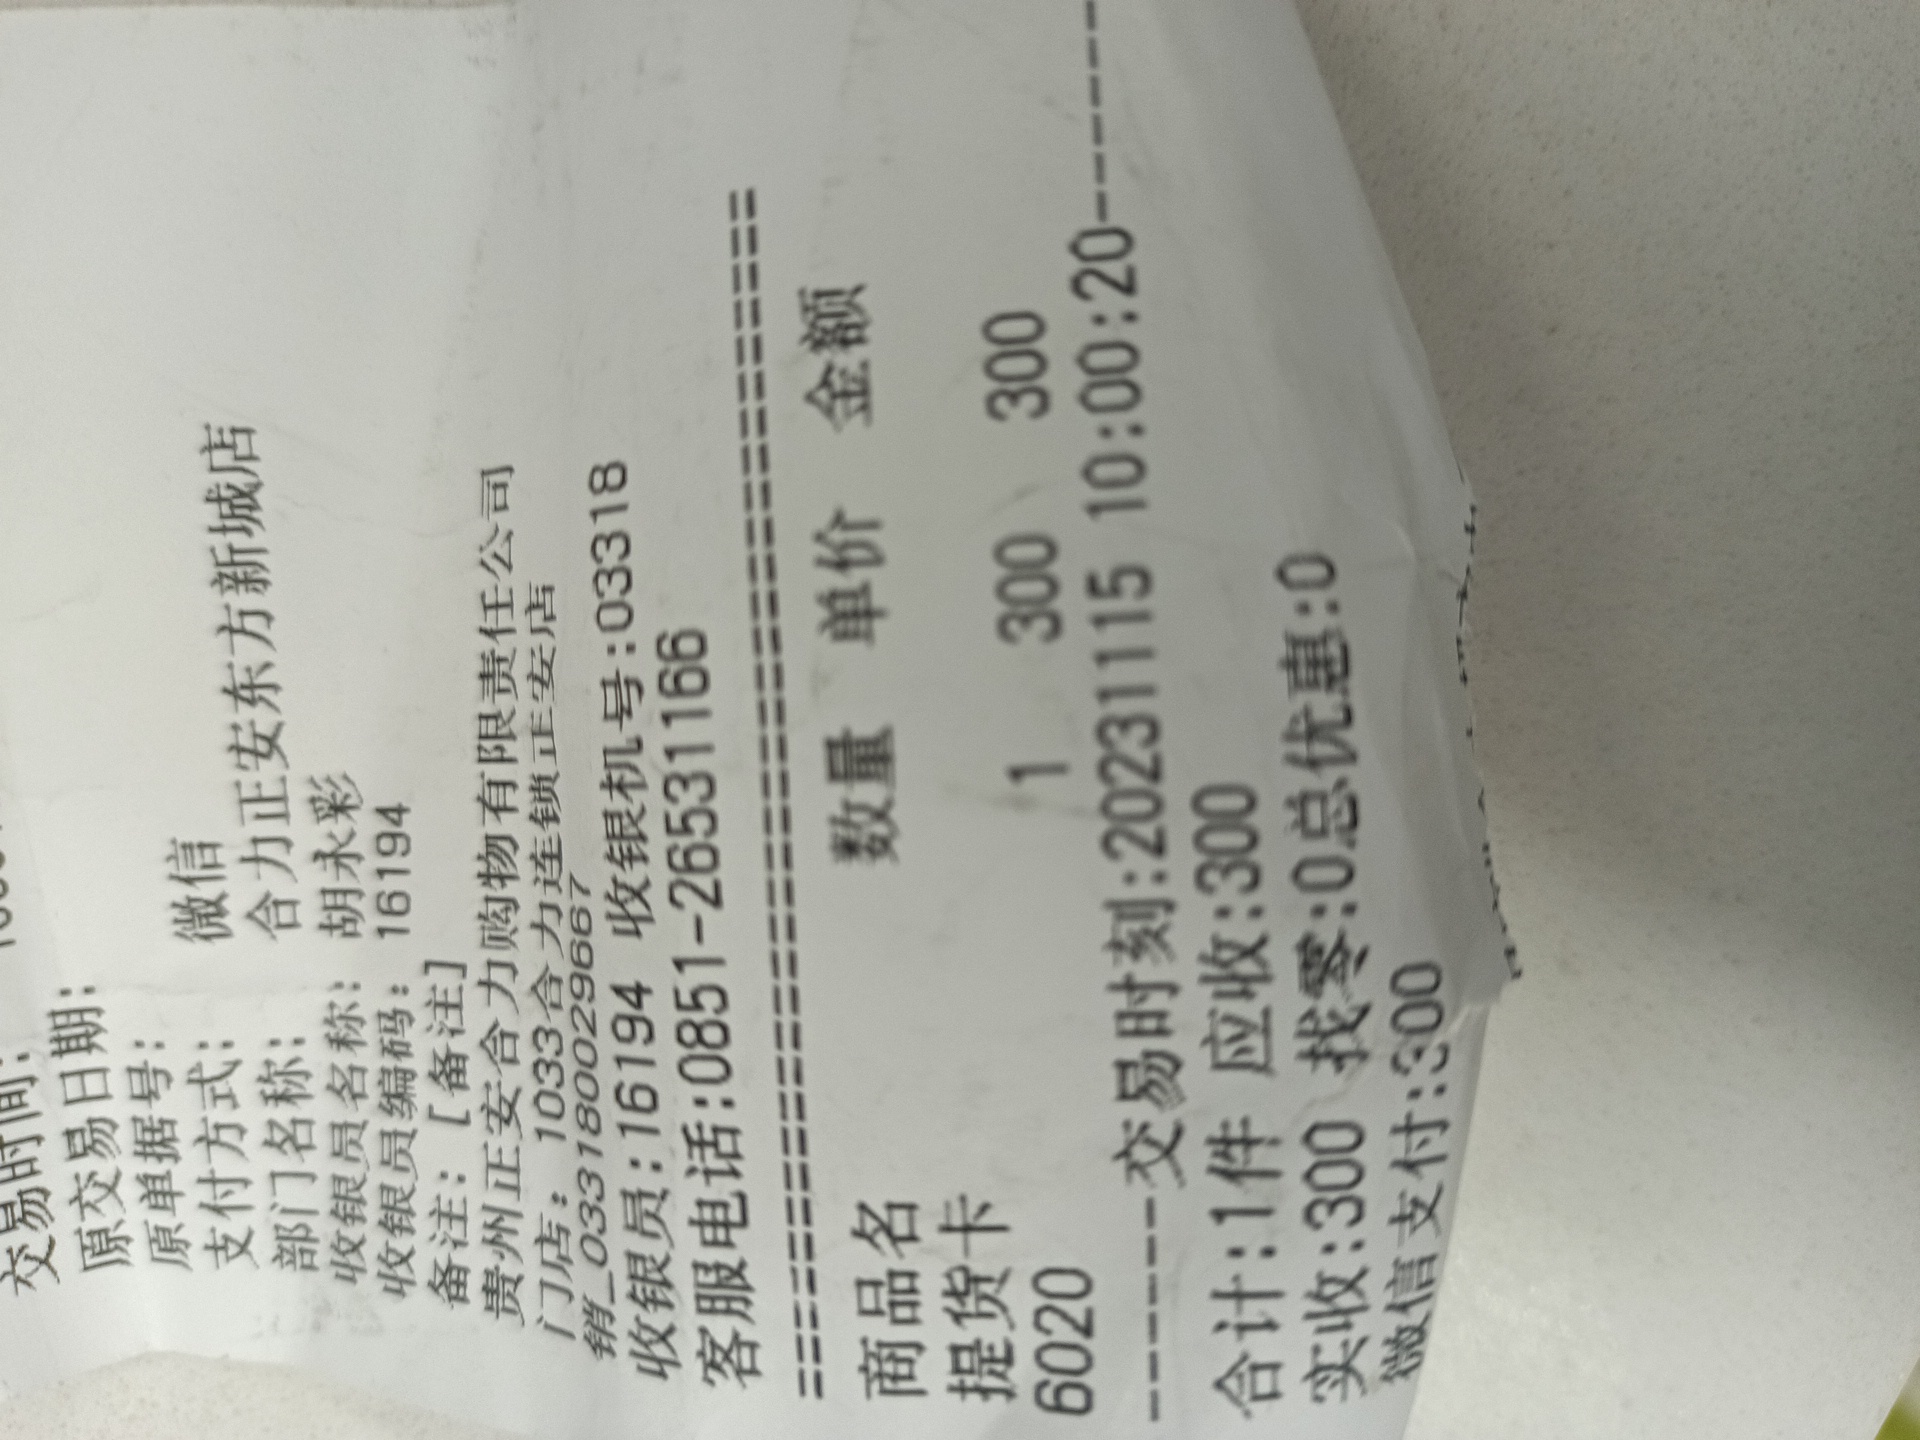 交易时间:
原交易日期:
原单据号:
支付方式: 微信
部门名称: 合力正安东方新城店
收银员名称: 胡永彩
收银员编码: 16194
备注: [备注]
贵州正安合力购物有限责任公司
门店: 1033合力连锁正安店
销_03318002966​7
收银员:16194 收银机号:03318
客服电话:0851-26531166
================================
商品名 数量 单价 金额
提货卡
6020 1 300 300
------交易时刻:20231115 10:00:20------
合计:1件 应收:300
实收:300 找零:0总优惠:0
微信支付:300